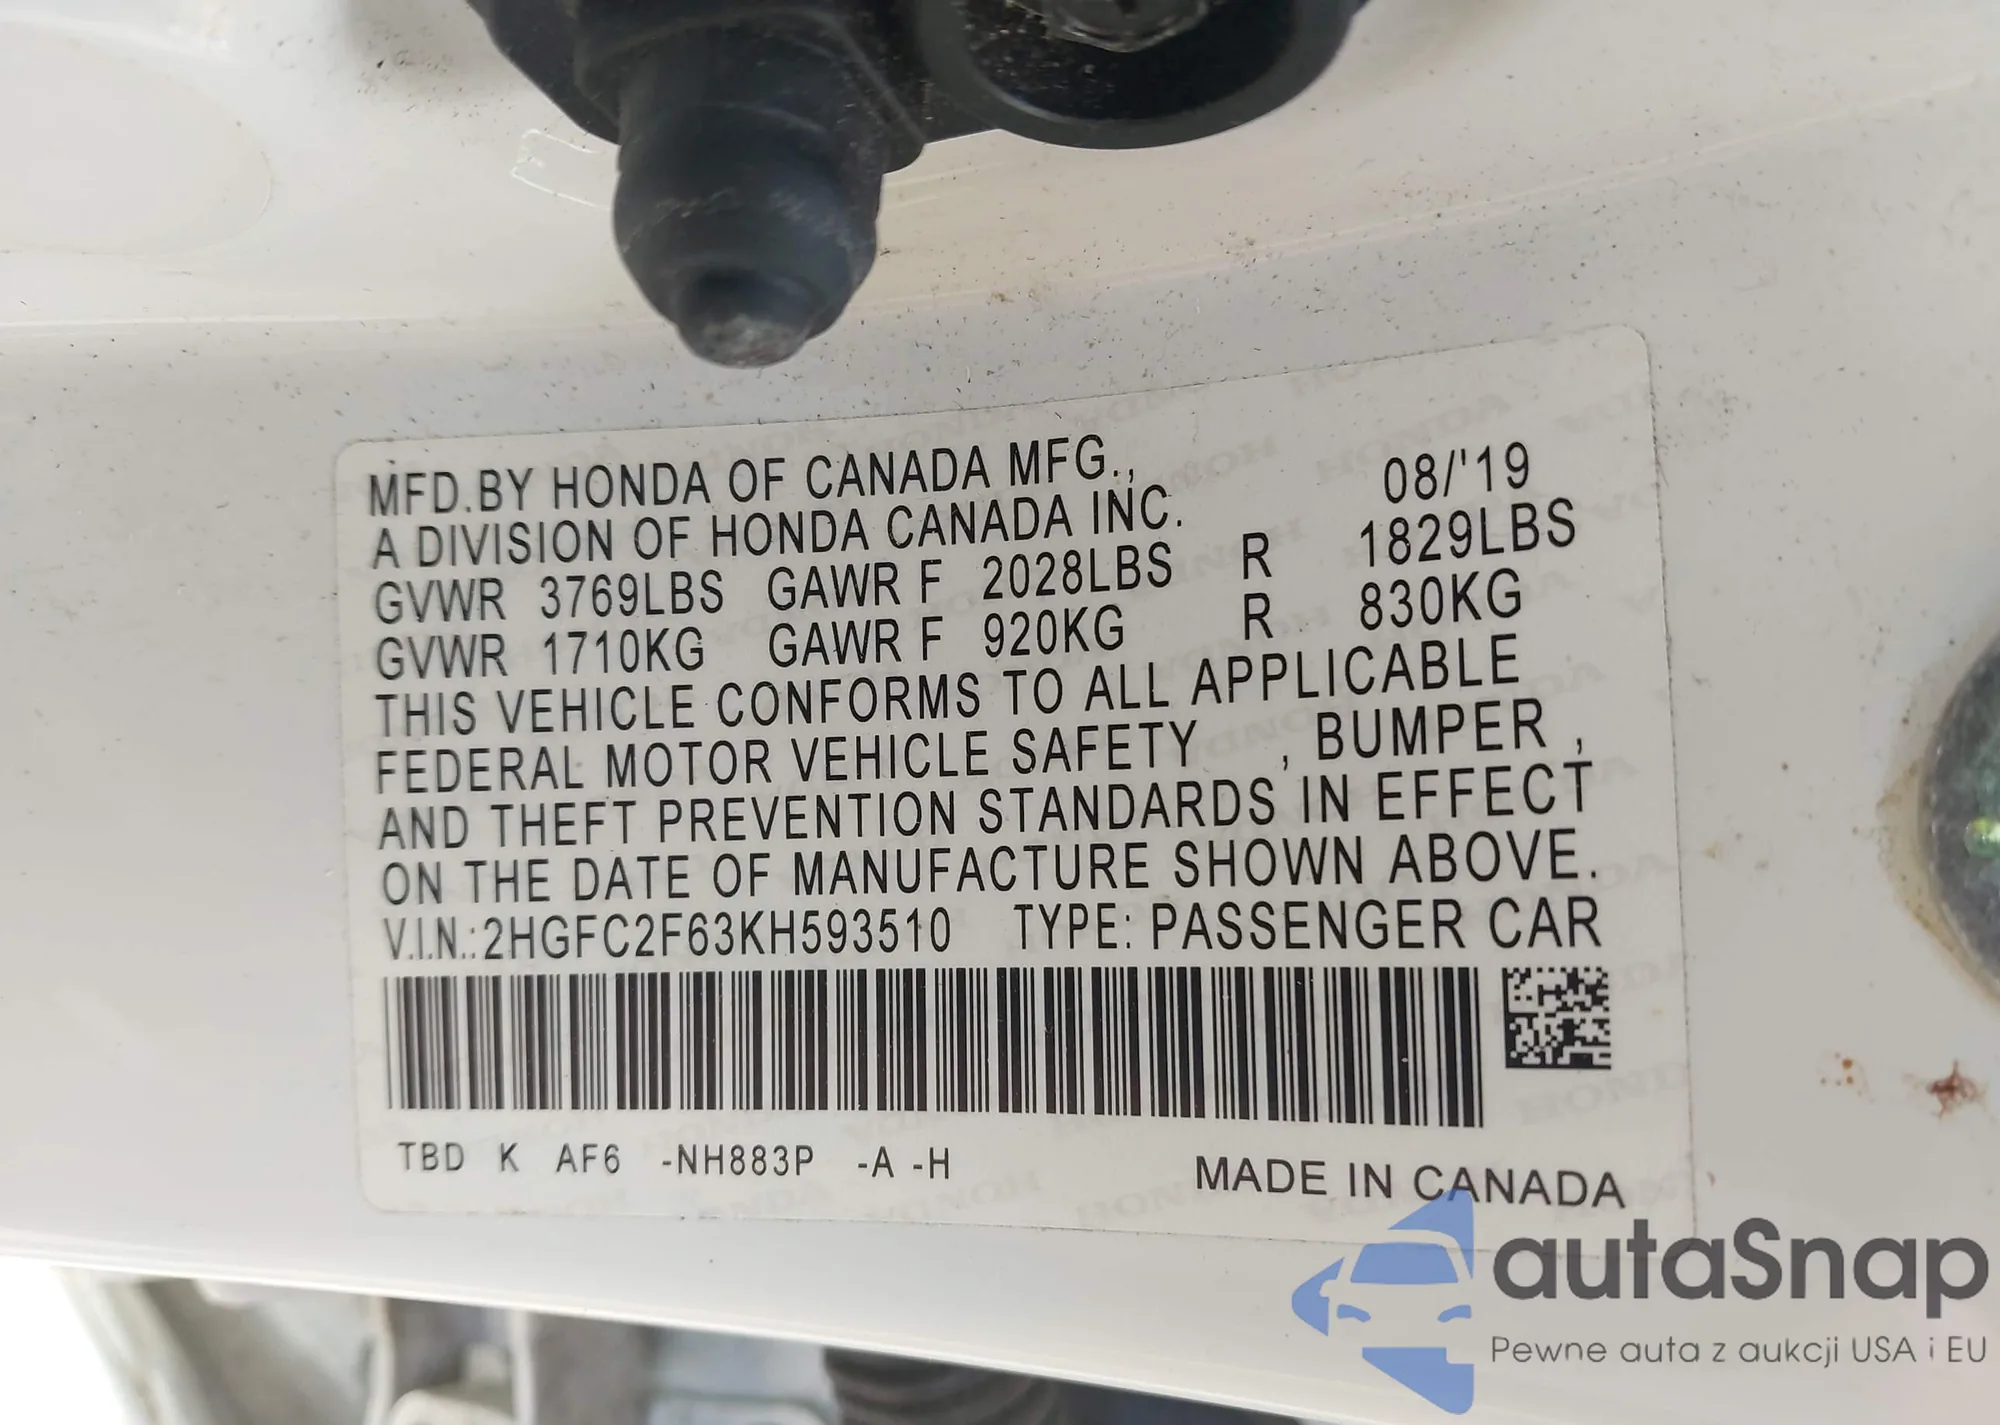 MFD.BY HONDA OF CANADA MFG., 08/'19
A DIVISION OF HONDA CANADA INC.
GVWR 3769LBS GAWR F 2028LBS R 1829LBS
GVWR 1710KG GAWR F 920KG R 830KG
THIS VEHICLE CONFORMS TO ALL APPLICABLE
FEDERAL MOTOR VEHICLE SAFETY , BUMPER ,
AND THEFT PREVENTION STANDARDS IN EFFECT
ON THE DATE OF MANUFACTURE SHOWN ABOVE.
V.I.N.:2HGFC2F63KH593510 TYPE: PASSENGER CAR
TBD K AF6 -NH883P -A -H
MADE IN CANADA
autaSnap
Pewne auta z aukcji USA i EU